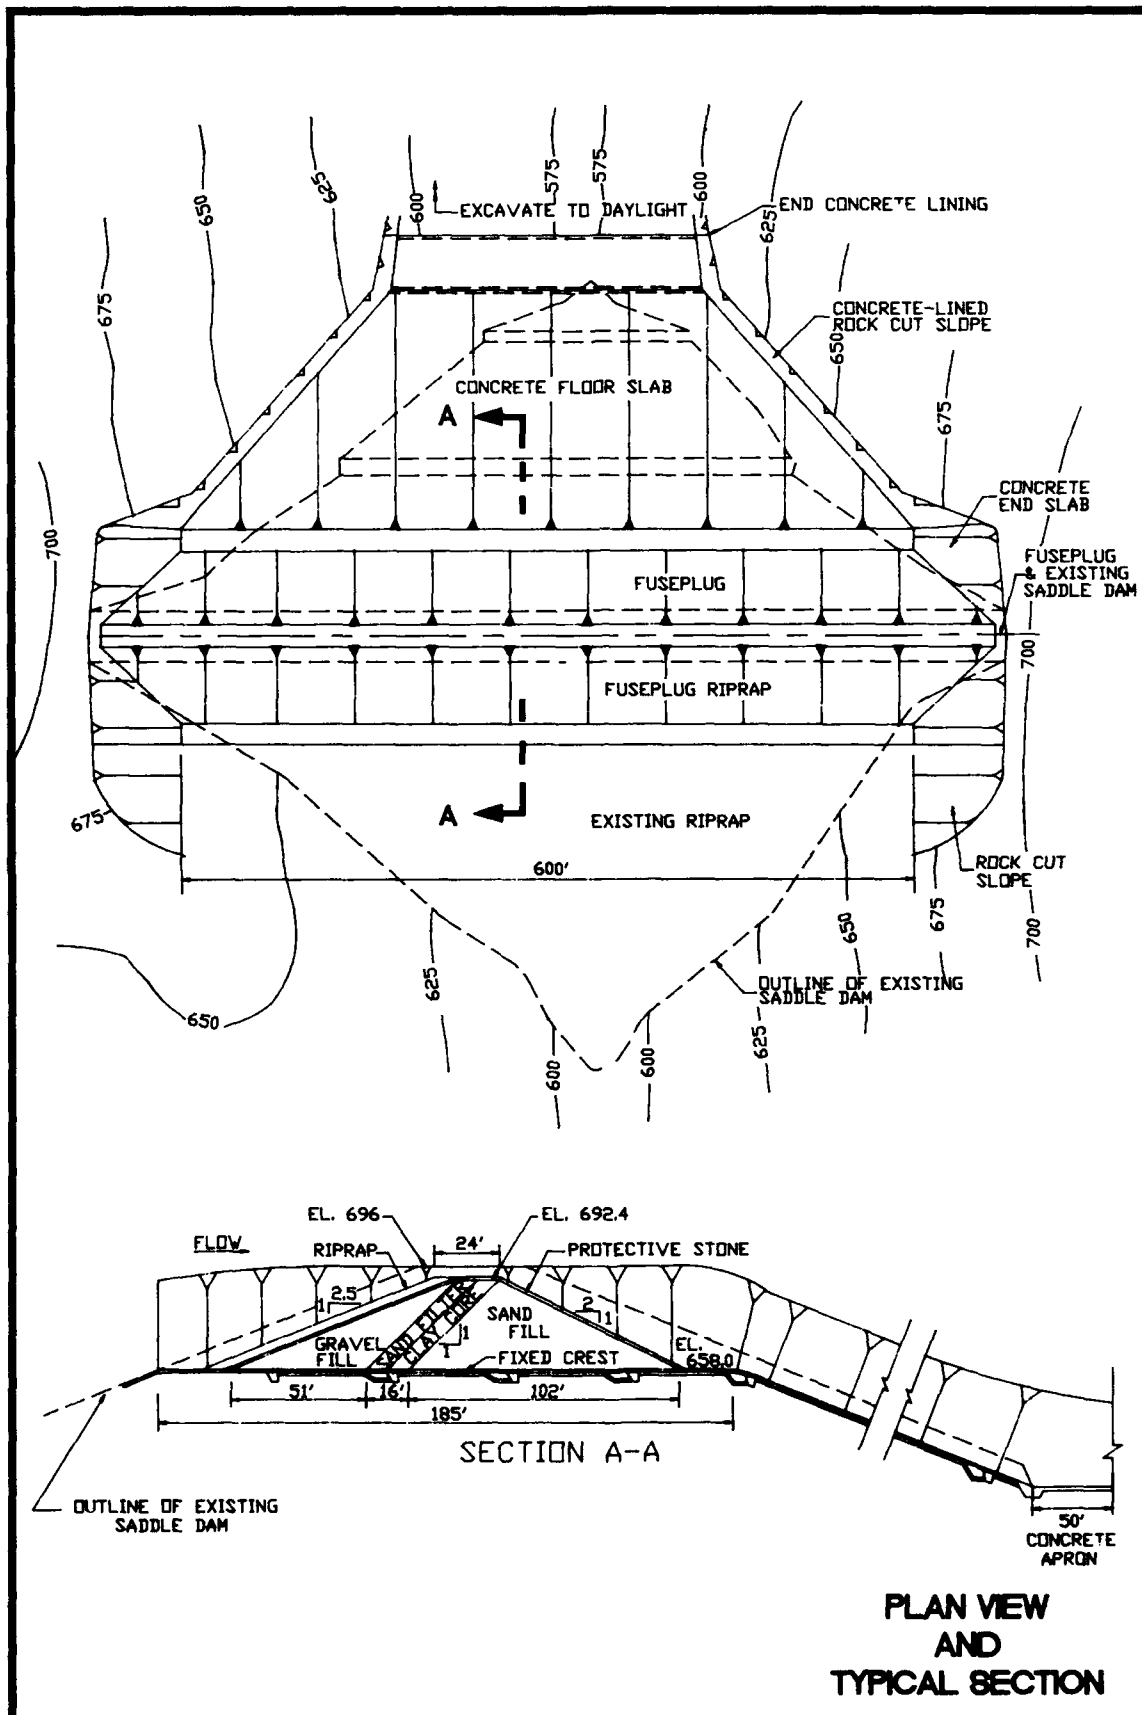 575
575
600
600
625
650
625
EXCAVATE TO DAYLIGHT
END CONCRETE LINING
675
CONCRETE-LINED
ROCK CUT SLOPE
650
675
CONCRETE FLOOR SLAB
A
CONCRETE
END SLAB
700
FUSEPLUG
& EXISTING
SADDLE DAM
FUSEPLUG
700
FUSEPLUG RIPRAP
675
A
EXISTING RIPRAP
600'
ROCK CUT
SLOPE
650
675
700
625
OUTLINE OF EXISTING
SADDLE DAM
650
625
600
600
EL. 696
EL. 692.4
FLOW
RIPRAP
24'
PROTECTIVE STONE
1
2.5
2
1
SAND FILTER
CLAY CORE
SAND
FILL
1
1
GRAVEL
FILL
EL.
658.0
FIXED CREST
51'
16'
102'
185'
SECTION A-A
OUTLINE OF EXISTING
SADDLE DAM
50'
CONCRETE
APRON
PLAN VIEW
AND
TYPICAL SECTION